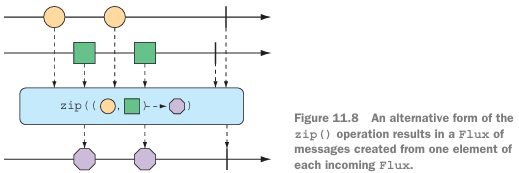 zip(( , )-->)
Figure 11.8 An alternative form of the
zip() operation results in a Flux of
messages created from one element of
each incoming Flux.